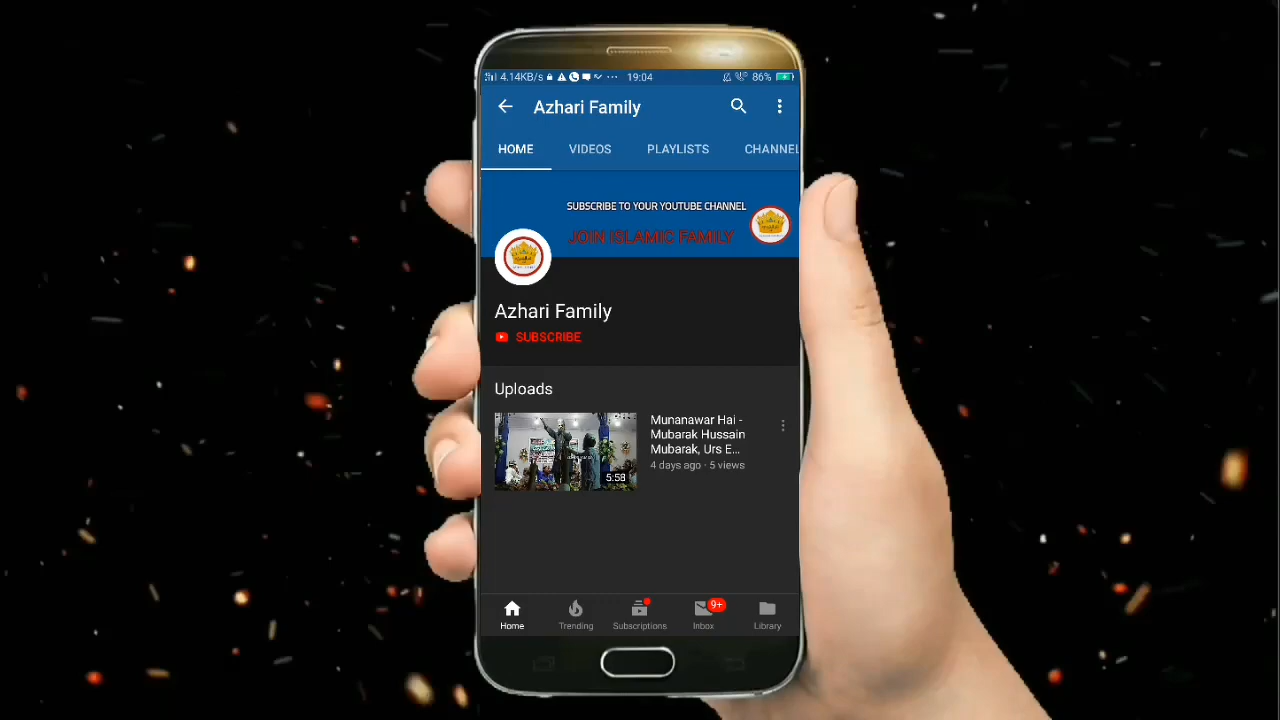 4.14KB/s 19:04 86%
Azhari Family
HOME VIDEOS PLAYLISTS CHANNEL
SUBSCRIBE TO YOUR YOUTUBE CHANNEL
JOIN ISLAMIC FAMILY
Azhari Family
SUBSCRIBE
Uploads
Munanawar Hai -
Mubarak Hussain
Mubarak, Urs E...
4 days ago · 5 views
5:58
9+
Home Trending Subscriptions Inbox Library